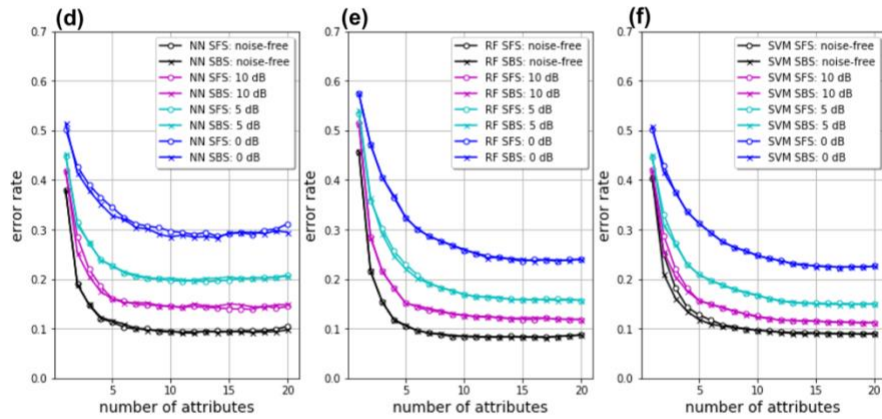 (d)
0.7
0.6
0.5
0.4
0.3
0.2
0.1
0.0
error rate
NN SFS: noise-free
NN SBS: noise-free
NN SFS: 10 dB
NN SBS: 10 dB
NN SFS: 5 dB
NN SBS: 5 dB
NN SFS: 0 dB
NN SBS: 0 dB
5
10
15
20
number of attributes
(e)
0.7
0.6
0.5
0.4
0.3
0.2
0.1
0.0
error rate
RF SFS: noise-free
RF SBS: noise-free
RF SFS: 10 dB
RF SBS: 10 dB
RF SFS: 5 dB
RF SBS: 5 dB
RF SFS: 0 dB
RF SBS: 0 dB
5
10
15
20
number of attributes
(f)
0.7
0.6
0.5
0.4
0.3
0.2
0.1
0.0
error rate
SVM SFS: noise-free
SVM SBS: noise-free
SVM SFS: 10 dB
SVM SBS: 10 dB
SVM SFS: 5 dB
SVM SBS: 5 dB
SVM SFS: 0 dB
SVM SBS: 0 dB
5
10
15
20
number of attributes